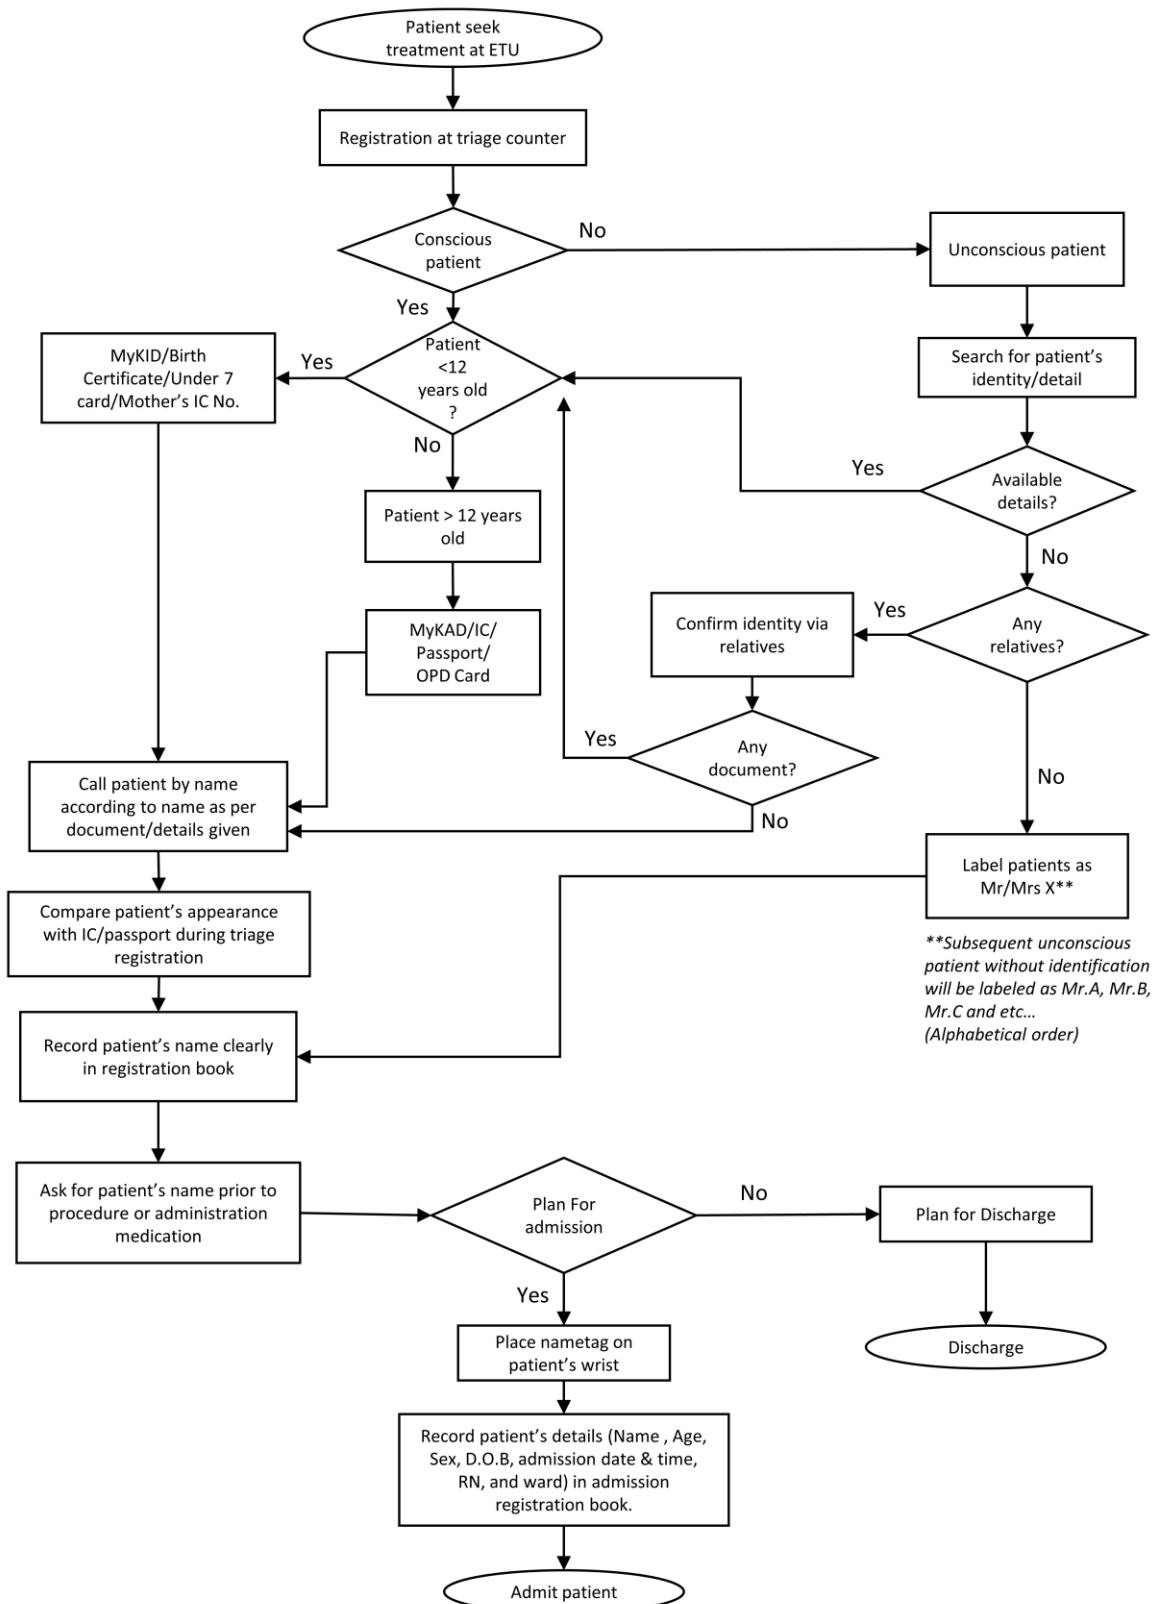 Patient seek
treatment at ETU
Registration at triage counter
Conscious
patient
No
Unconscious patient
Yes
Patient
<12
years old
?
Yes
MyKID/Birth
Certificate/Under 7
card/Mother's IC No.
Search for patient's
identity/detail
No
Yes
Available
details?
Patient > 12 years
old
No
MyKAD/IC/
Passport/
OPD Card
Confirm identity via
relatives
Yes
Any
relatives?
Yes
Any
document?
No
No
Call patient by name
according to name as per
document/details given
Label patients as
Mr/Mrs X**
Compare patient's appearance
with IC/passport during triage
registration
**Subsequent unconscious
patient without identification
will be labeled as Mr.A, Mr.B,
Mr.C and etc...
(Alphabetical order)
Record patient's name clearly
in registration book
Ask for patient's name prior to
procedure or administration
medication
Plan For
admission
No
Plan for Discharge
Yes
Place nametag on
patient's wrist
Discharge
Record patient's details (Name , Age,
Sex, D.O.B, admission date & time,
RN, and ward) in admission
registration book.
Admit patient